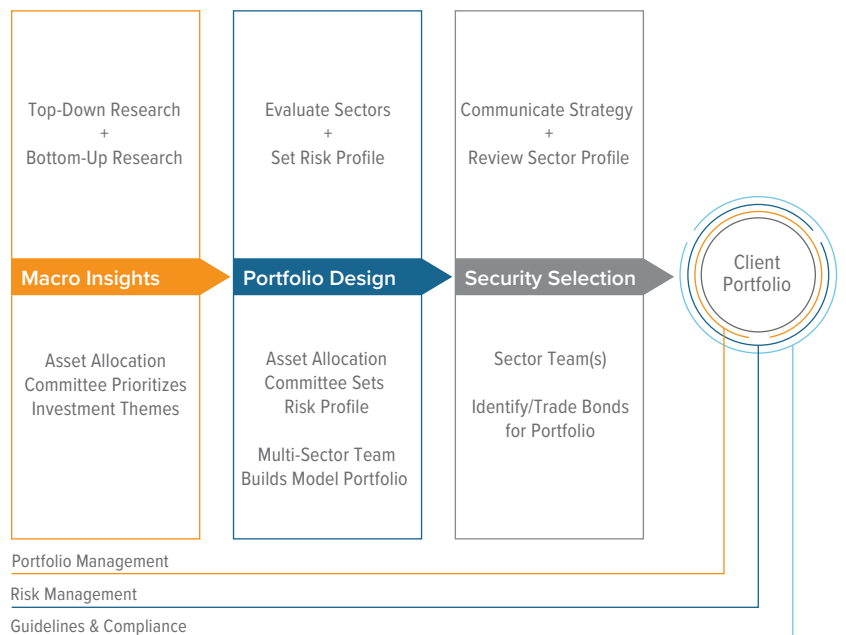 Top-Down Research
+
Bottom-Up Research
Macro Insights
Asset Allocation
Committee Prioritizes
Investment Themes
Evaluate Sectors
+
Set Risk Profile
Portfolio Design
Asset Allocation
Committee Sets
Risk Profile
Multi-Sector Team
Builds Model Portfolio
Communicate Strategy
+
Review Sector Profile
Security Selection
Sector Team(s)
Identify/Trade Bonds
for Portfolio
Client
Portfolio
Portfolio Management
Risk Management
Guidelines & Compliance